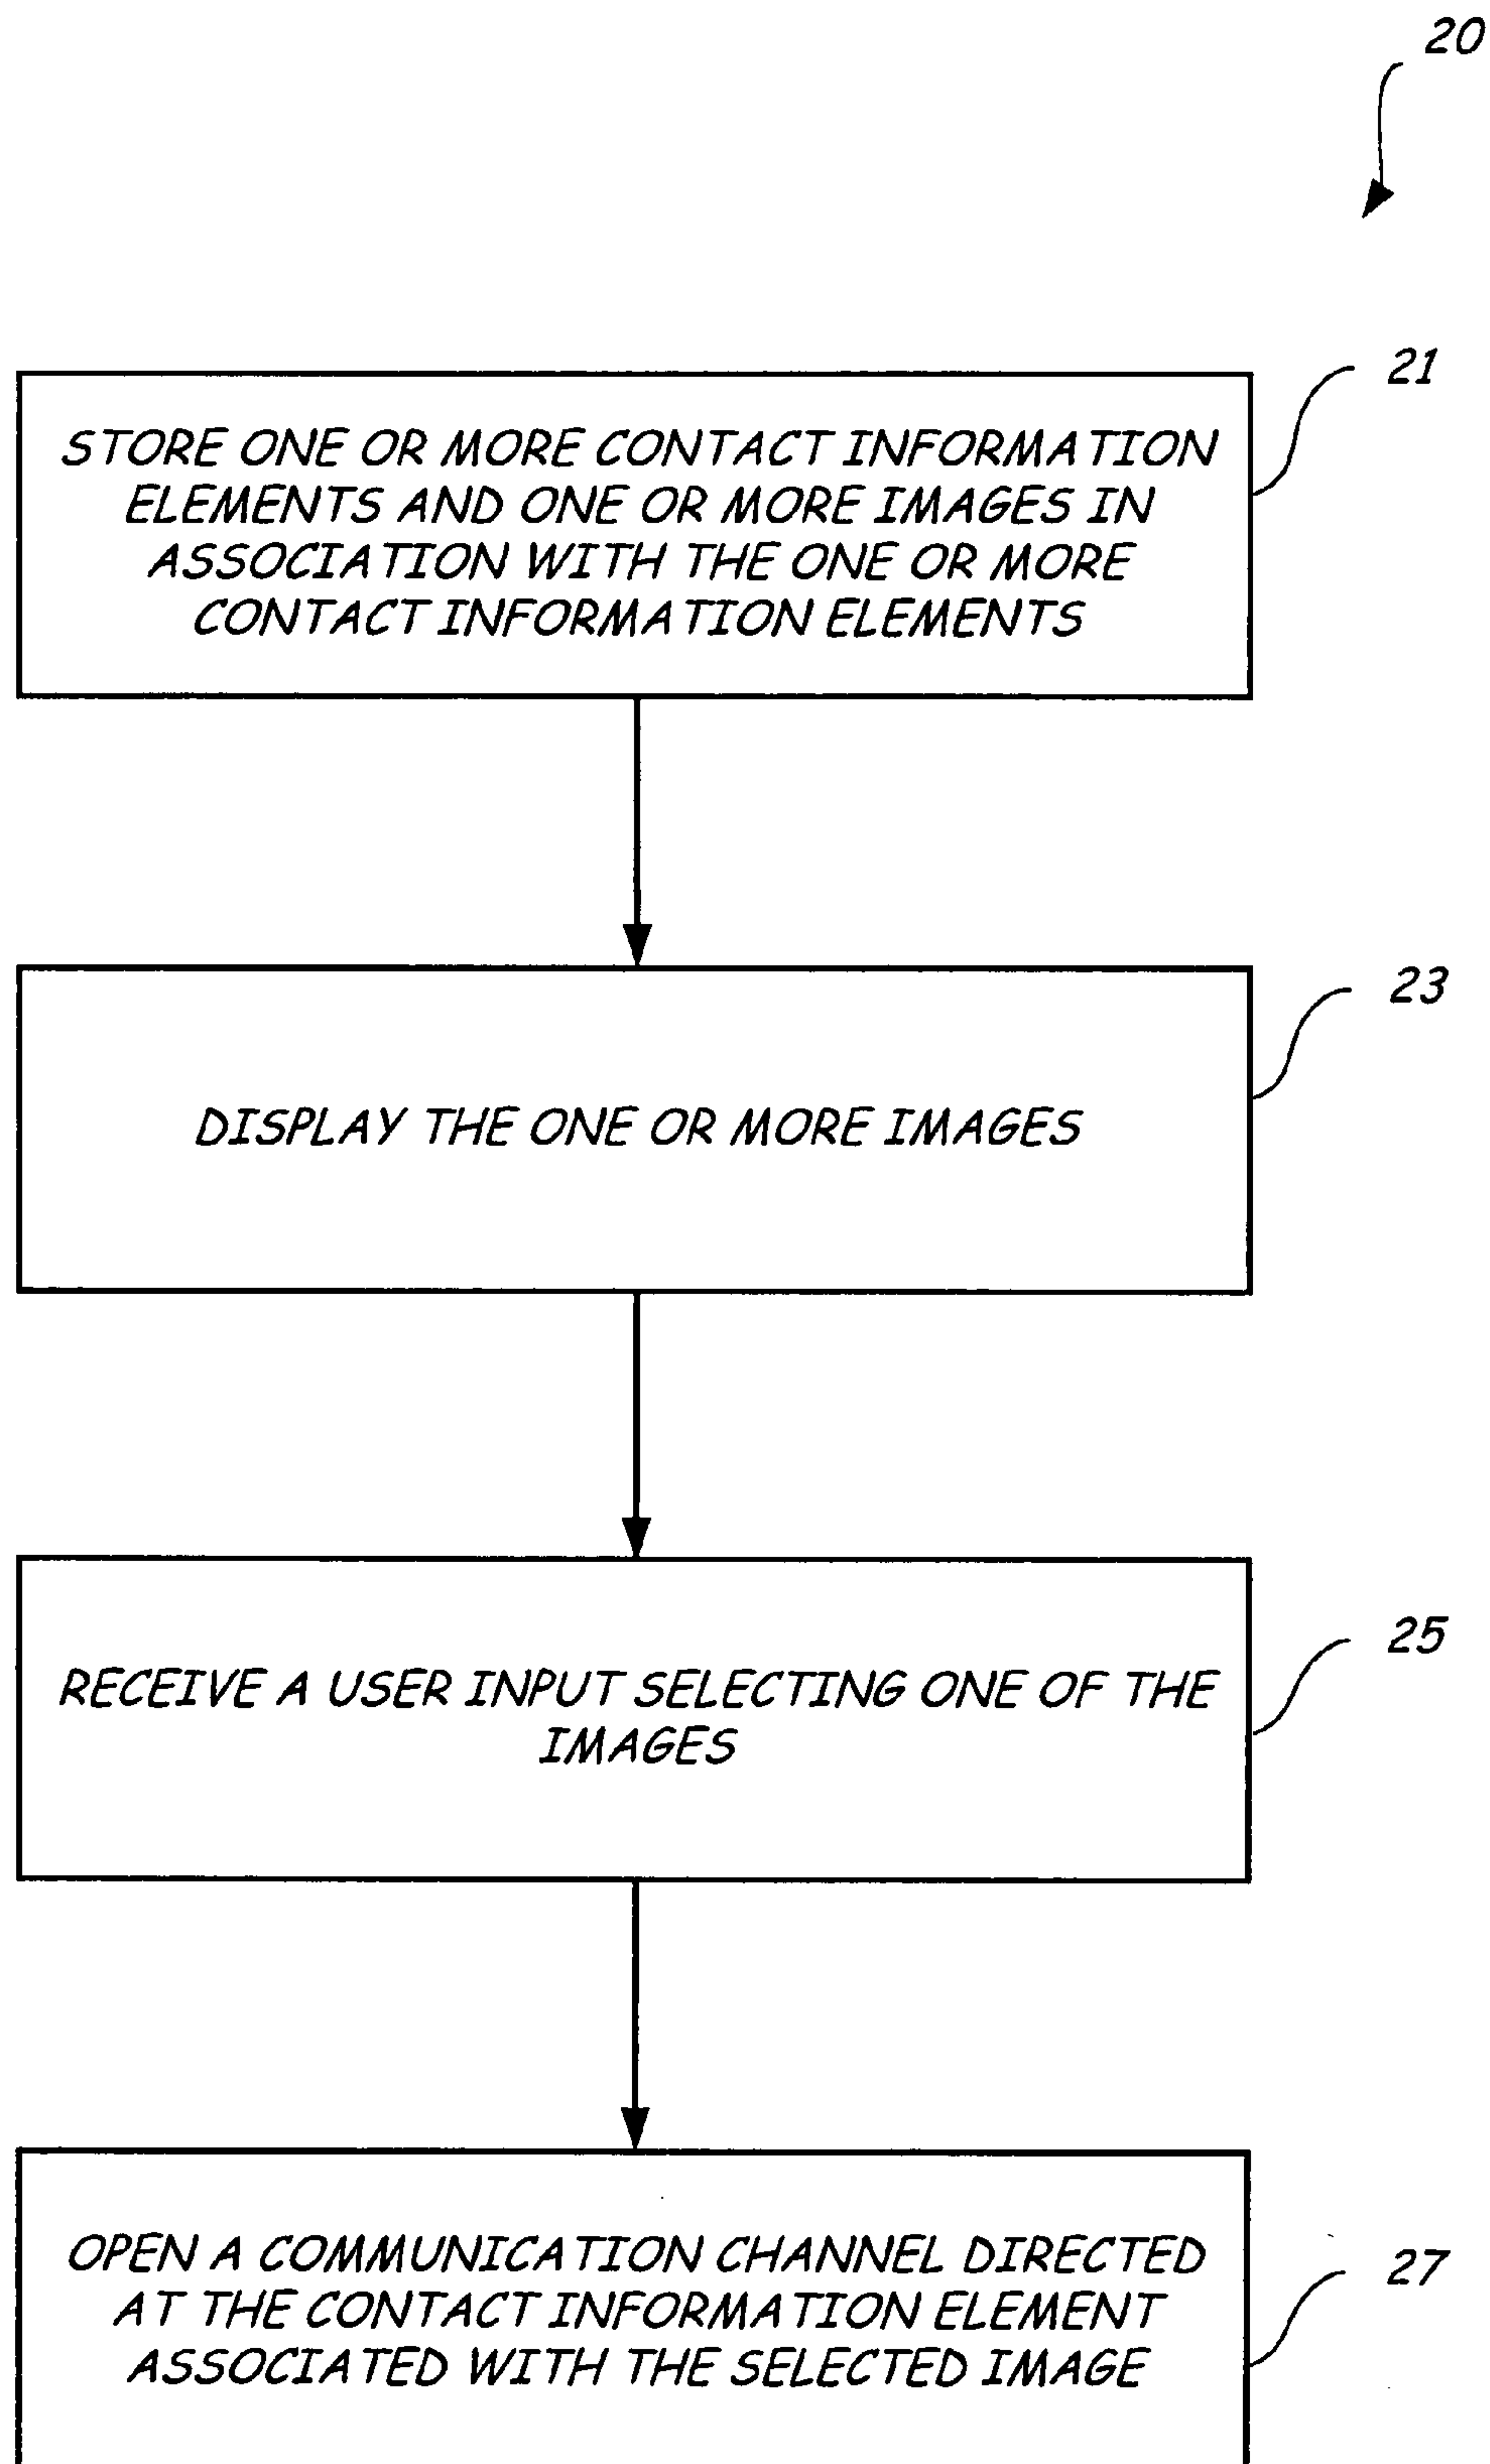 20
21
STORE ONE OR MORE CONTACT INFORMATION
ELEMENTS AND ONE OR MORE IMAGES IN
ASSOCIATION WITH THE ONE OR MORE
CONTACT INFORMATION ELEMENTS
23
DISPLAY THE ONE OR MORE IMAGES
25
RECEIVE A USER INPUT SELECTING ONE OF THE
IMAGES
27
OPEN A COMMUNICATION CHANNEL DIRECTED
AT THE CONTACT INFORMATION ELEMENT
ASSOCIATED WITH THE SELECTED IMAGE